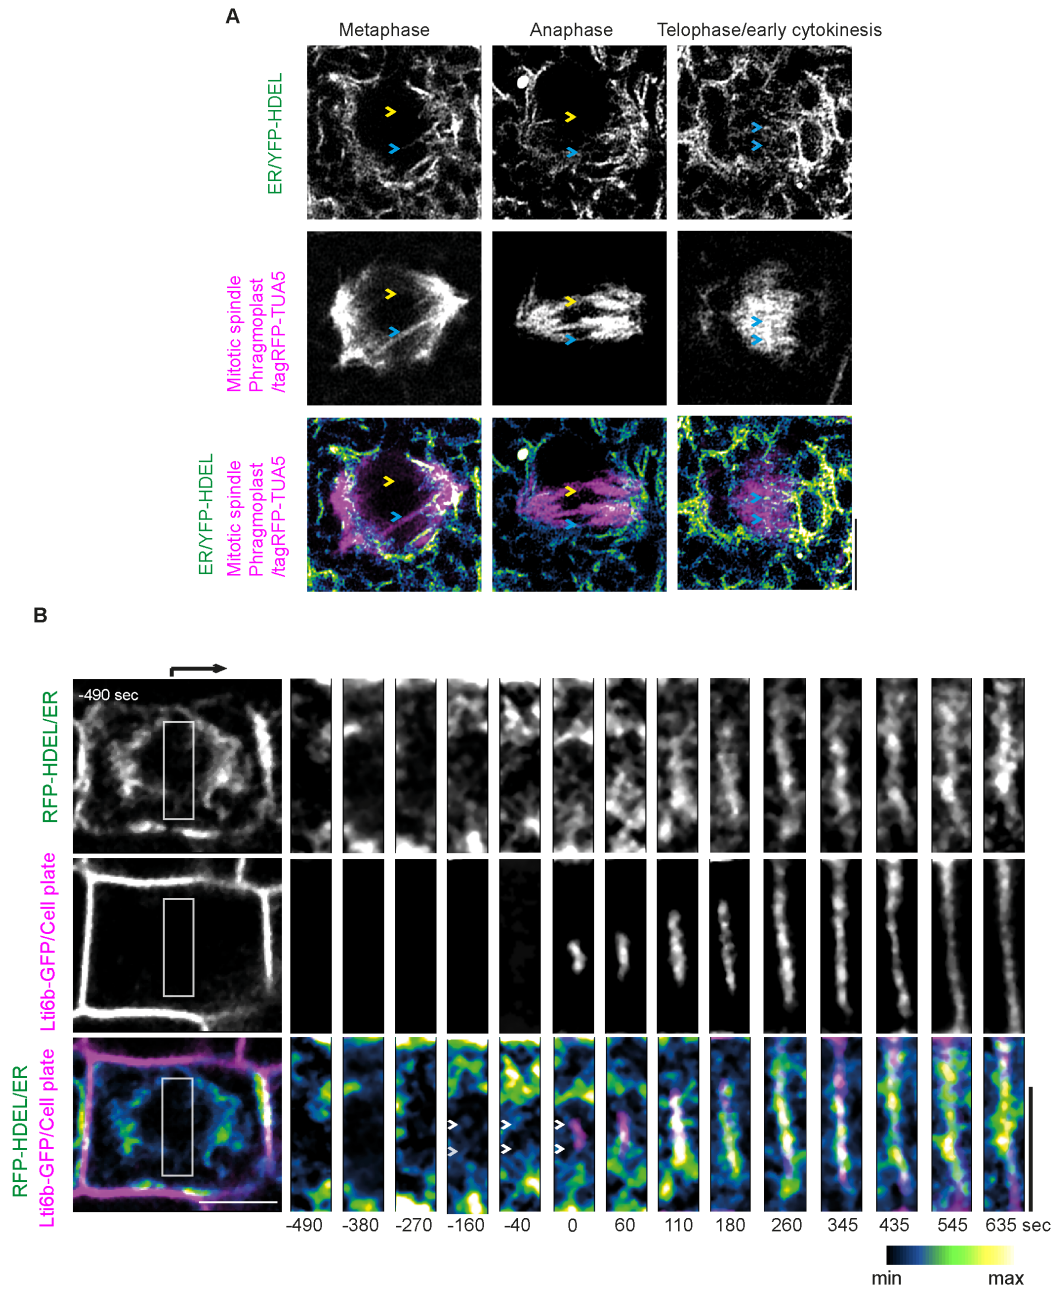 A
Metaphase
Anaphase
Telophase/early cytokinesis
ER/YFP-HDEL
Mitotic spindle
Phragmoplast
/tagRFP-TUA5
ER/YFP-HDEL
Mitotic spindle
Phragmoplast
/tagRFP-TUA5
B
-490 sec
RFP-HDEL/ER
Lti6b-GFP/Cell plate
RFP-HDEL/ER
Lti6b-GFP/Cell plate
-490 -380 -270 -160 -40 0 60 110 180 260 345 435 545 635 sec
min max